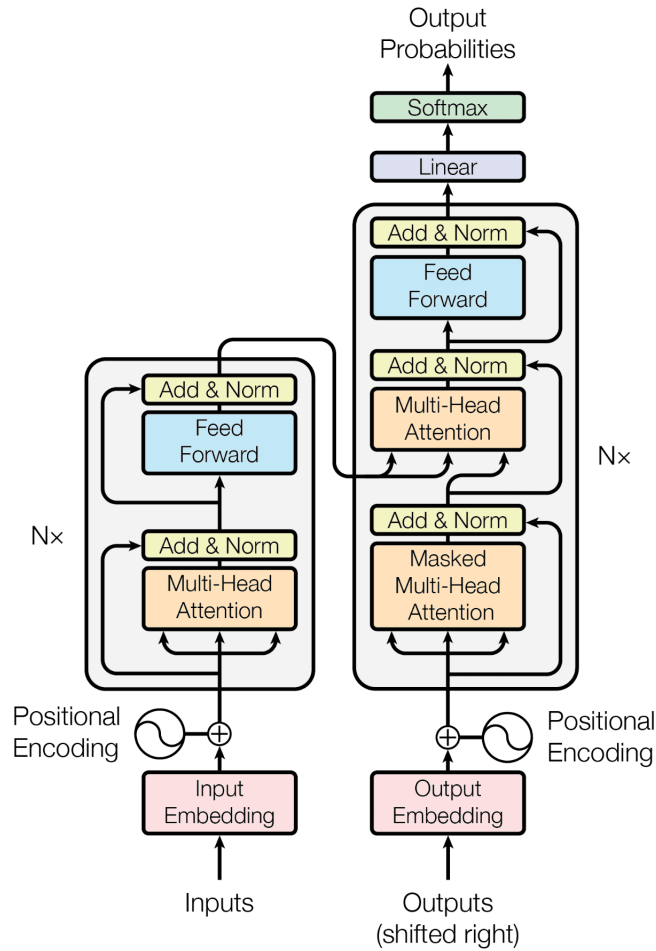 Output
Probabilities
Softmax
Linear
Add & Norm
Feed
Forward
Add & Norm
Multi-Head
Attention
Add & Norm
Masked
Multi-Head
Attention
N×
Add & Norm
Feed
Forward
Add & Norm
Multi-Head
Attention
N×
Positional
Encoding
Positional
Encoding
Input
Embedding
Output
Embedding
Inputs
Outputs
(shifted right)